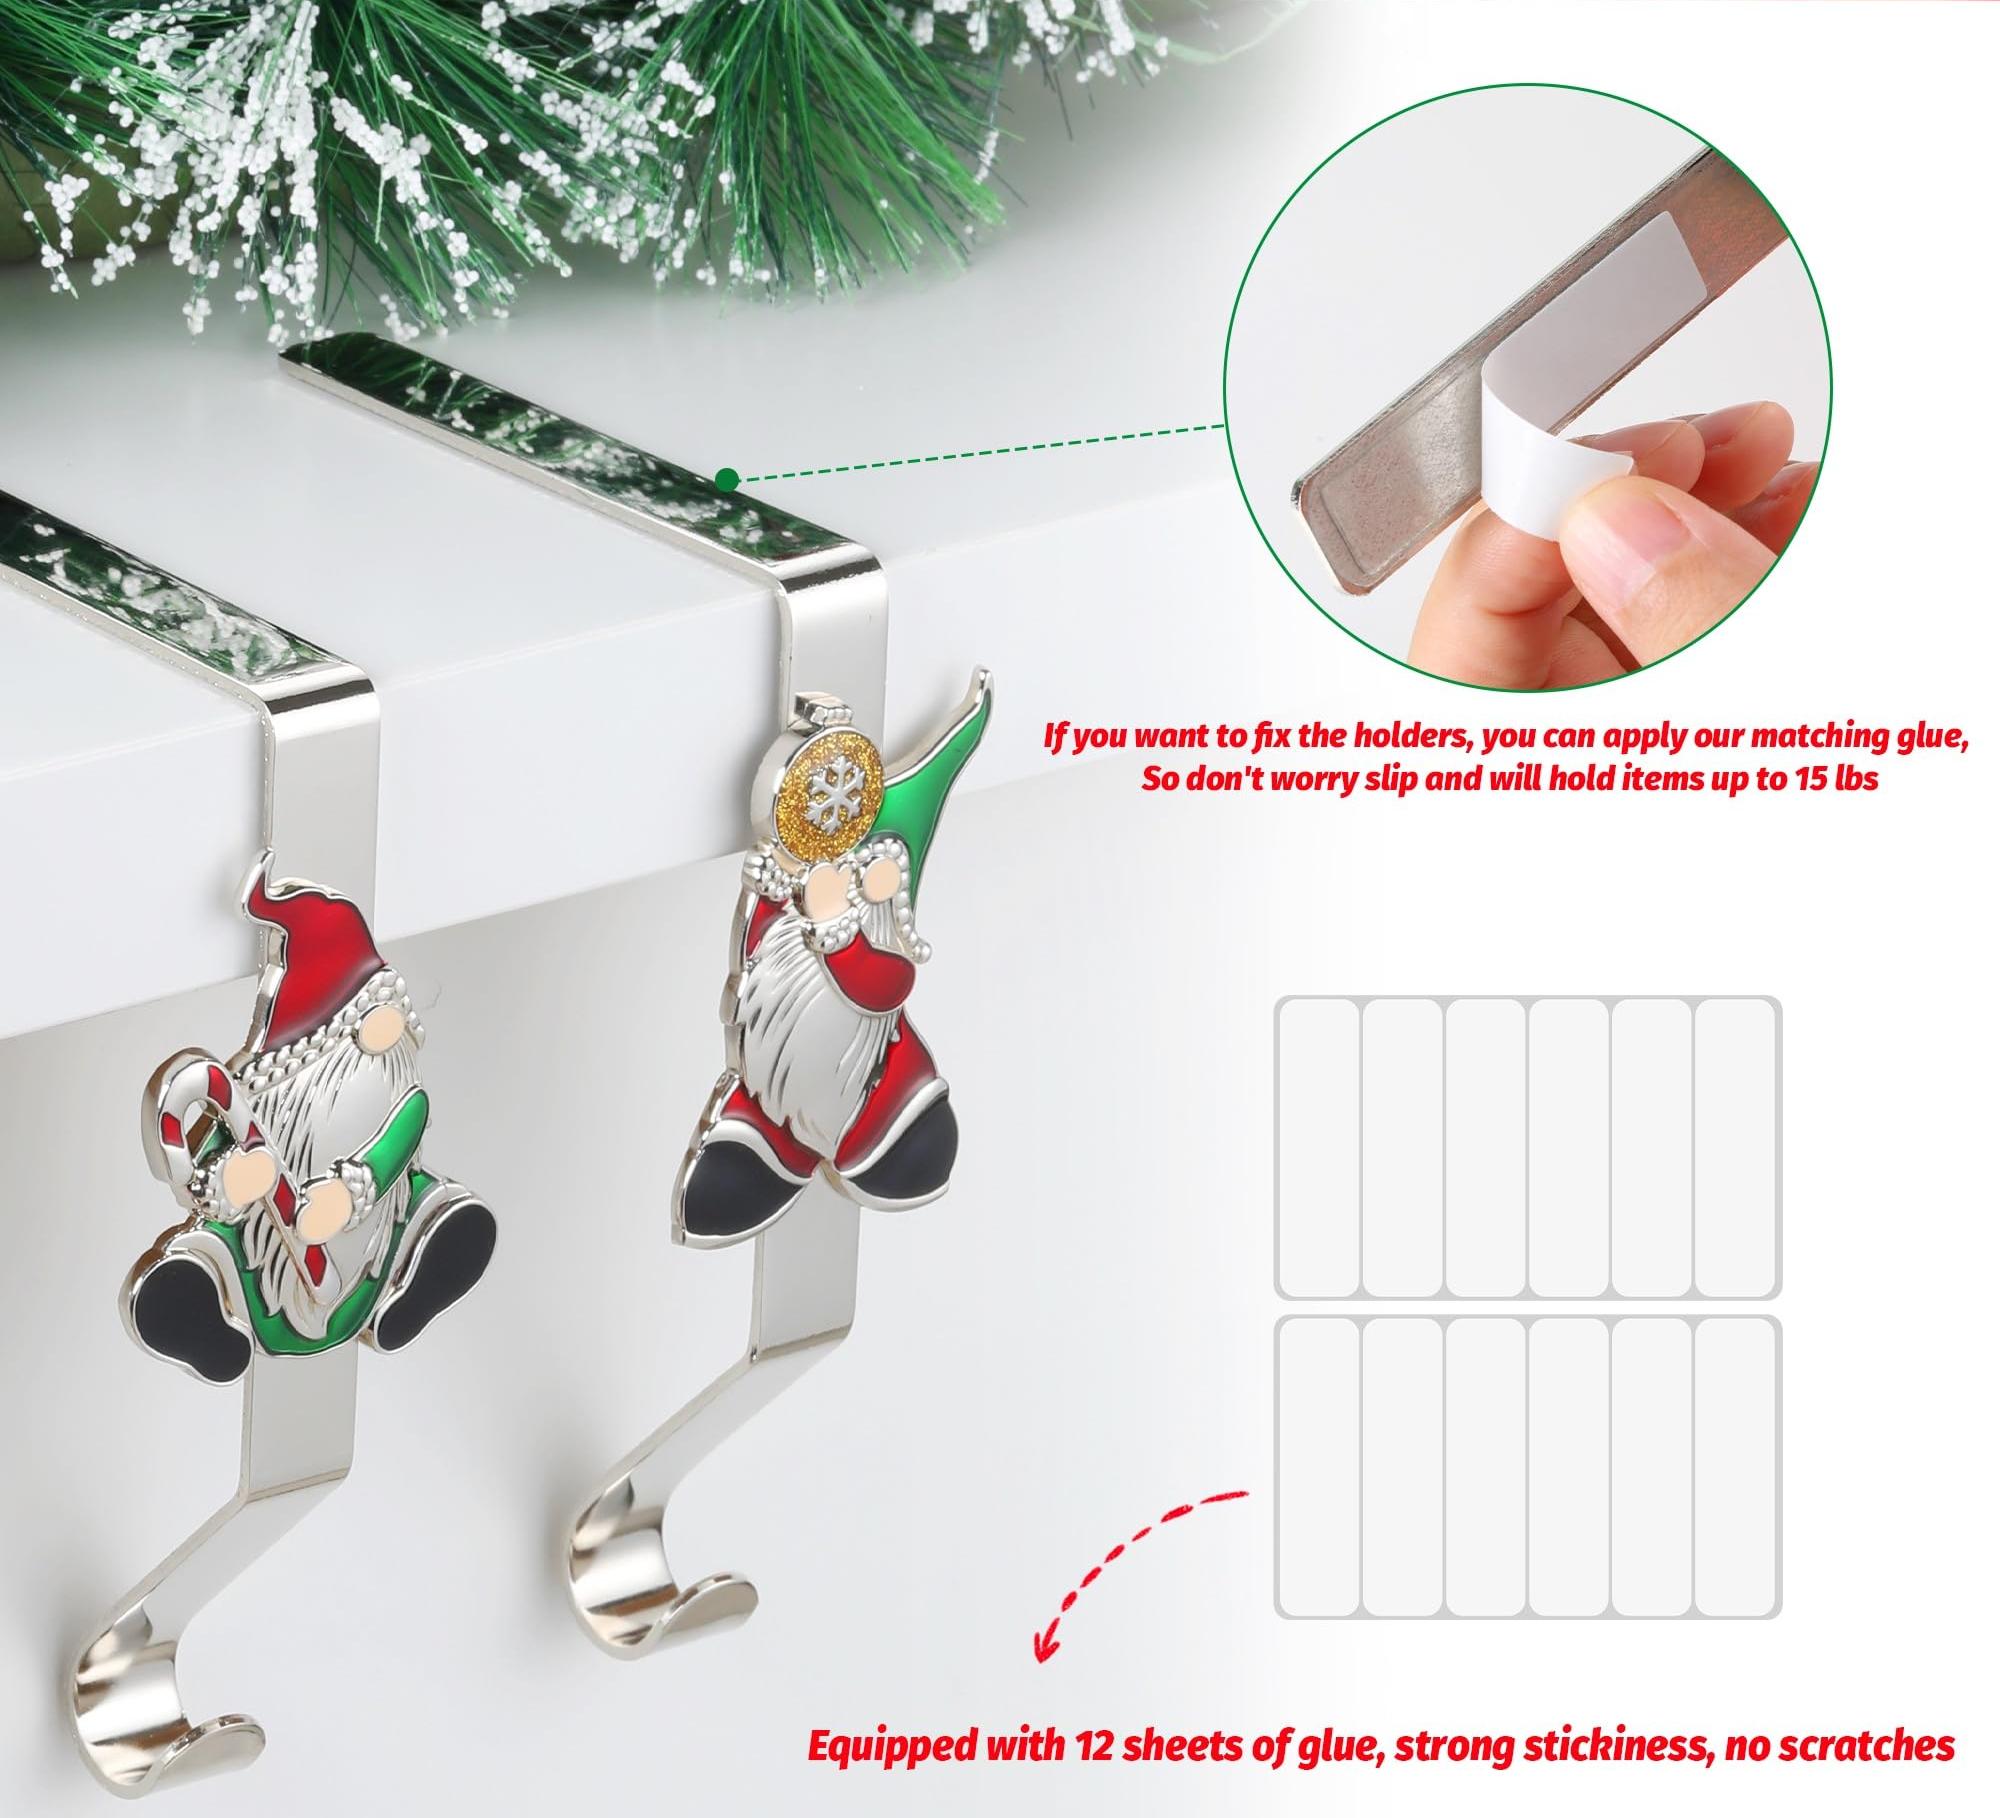 If you want to fix the holders, you can apply our matching glue,
So don't worry slip and will hold items up to 15 lbs
Equipped with 12 sheets of glue, strong stickiness, no scratches